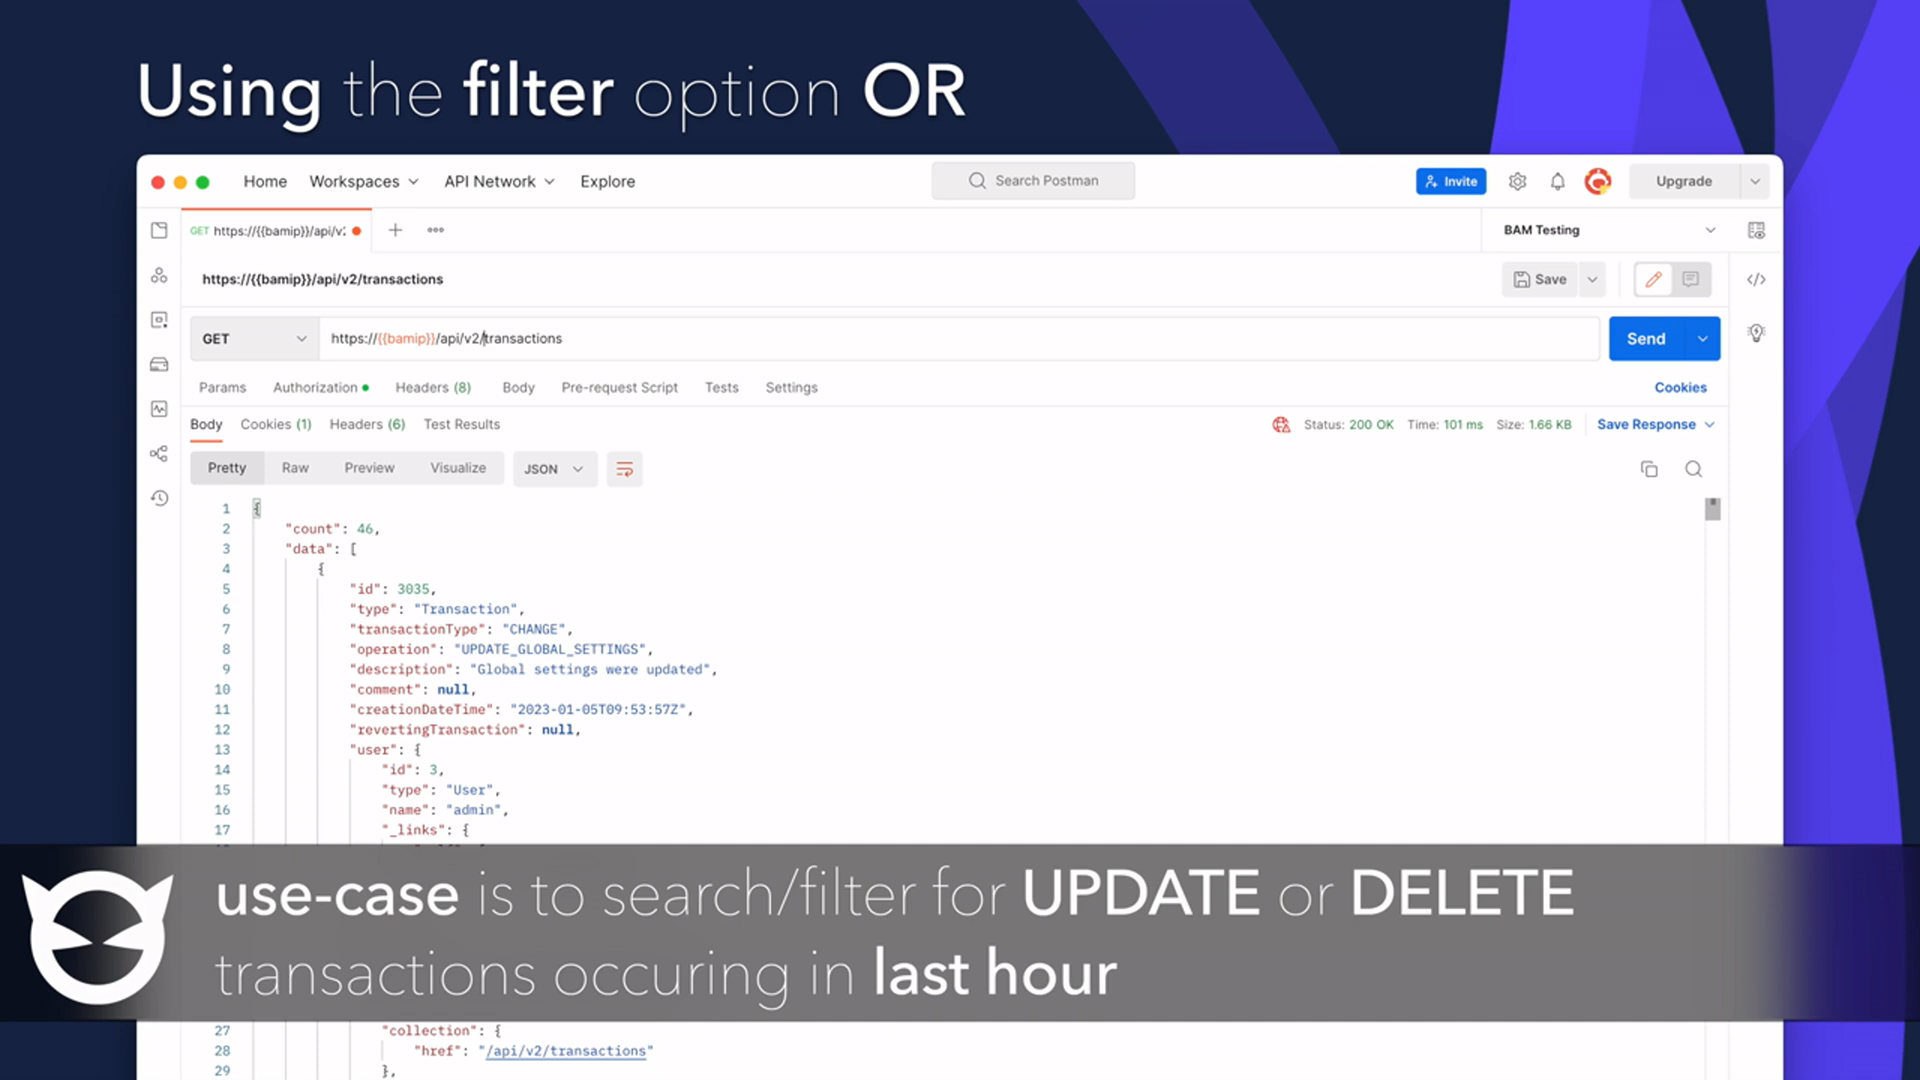 Using the filter option OR
Home Workspaces API Network Explore Search Postman Invite Upgrade
GET https://{{bamip}}/api/v2 BAM Testing
https://{{bamip}}/api/v2/transactions Save </>
GET https://{{bamip}}/api/v2/transactions Send
Params Authorization Headers (8) Body Pre-request Script Tests Settings Cookies
Body Cookies (1) Headers (6) Test Results Status: 200 OK Time: 101 ms Size: 1.66 KB Save Response
Pretty Raw Preview Visualize JSON
1 {
2 "count": 46,
3 "data": [
4 {
5 "id": 3035,
6 "type": "Transaction",
7 "transactionType": "CHANGE",
8 "operation": "UPDATE_GLOBAL_SETTINGS",
9 "description": "Global settings were updated",
10 "comment": null,
11 "creationDateTime": "2023-01-05T09:53:57Z",
12 "revertingTransaction": null,
13 "user": {
14 "id": 3,
15 "type": "User",
16 "name": "admin",
17 "_links": {
use-case is to search/filter for UPDATE or DELETE
transactions occuring in last hour
27 "collection": {
28 "href": "/api/v2/transactions"
29 },